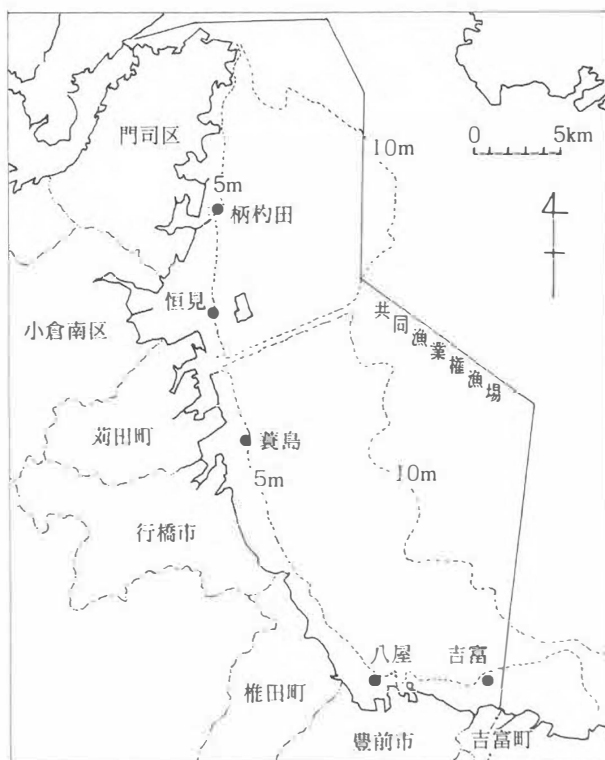 門司区
10m
0 5km
5m
柄杓田
恒見
小倉南区
共同漁業権漁場
苅田町
蓑島
5m
10m
行橋市
八屋
吉富
椎田町
豊前市
吉富町